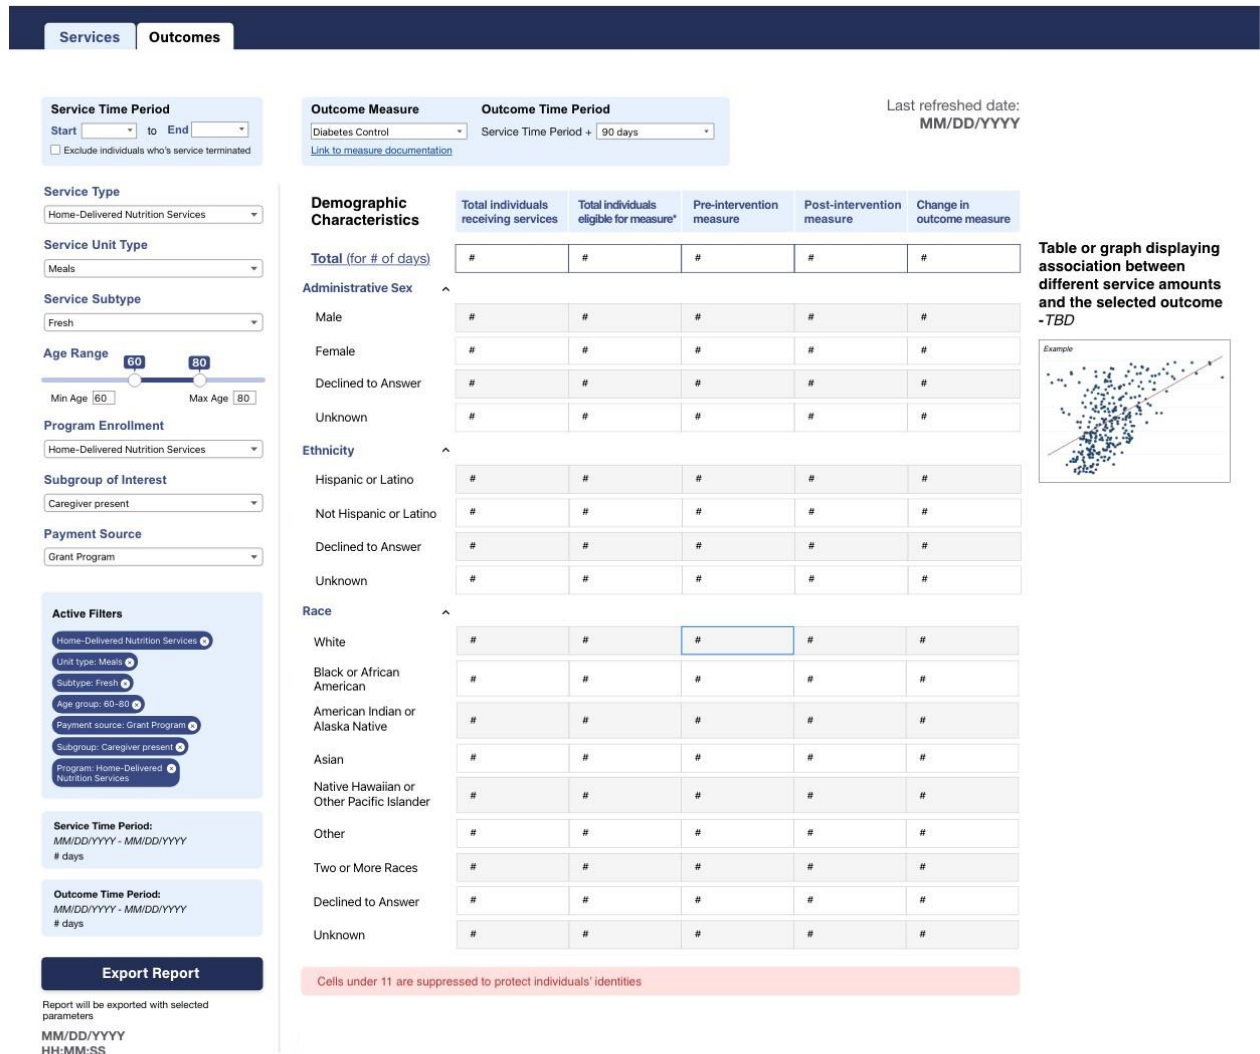 Services
Outcomes
Service Time Period
Start to End
Exclude individuals who's service terminated
Outcome Measure
Diabetes Control
Link to measure documentation
Outcome Time Period
Service Time Period + 90 days
Last refreshed date:
MM/DD/YYYY
Service Type
Home-Delivered Nutrition Services
Service Unit Type
Meals
Service Subtype
Fresh
Age Range
60 80
Min Age 60 Max Age 80
Program Enrollment
Home-Delivered Nutrition Services
Subgroup of Interest
Caregiver present
Payment Source
Grant Program
Active Filters
Home-Delivered Nutrition Services
Unit type: Meals
Subtype: Fresh
Age group: 60-80
Payment source: Grant Program
Subgroup: Caregiver present
Program: Home-Delivered
Nutrition Services
Service Time Period:
MM/DD/YYYY - MM/DD/YYYY
# days
Outcome Time Period:
MM/DD/YYYY - MM/DD/YYYY
# days
Export Report
Report will be exported with selected
parameters
MM/DD/YYYY
HH:MM:SS
Demographic
Characteristics
Total individuals
receiving services
Total individuals
eligible for measure*
Pre-intervention
measure
Post-intervention
measure
Change in
outcome measure
Total (for # of days) # # # # #
Administrative Sex
Male # # # # #
Female # # # # #
Declined to Answer # # # # #
Unknown # # # # #
Ethnicity
Hispanic or Latino # # # # #
Not Hispanic or Latino # # # # #
Declined to Answer # # # # #
Unknown # # # # #
Race
White # # # # #
Black or African
American # # # # #
American Indian or
Alaska Native # # # # #
Asian # # # # #
Native Hawaiian or
Other Pacific Islander # # # # #
Other # # # # #
Two or More Races # # # # #
Declined to Answer # # # # #
Unknown # # # # #
Cells under 11 are suppressed to protect individuals' identities
Table or graph displaying
association between
different service amounts
and the selected outcome
-TBD
Example